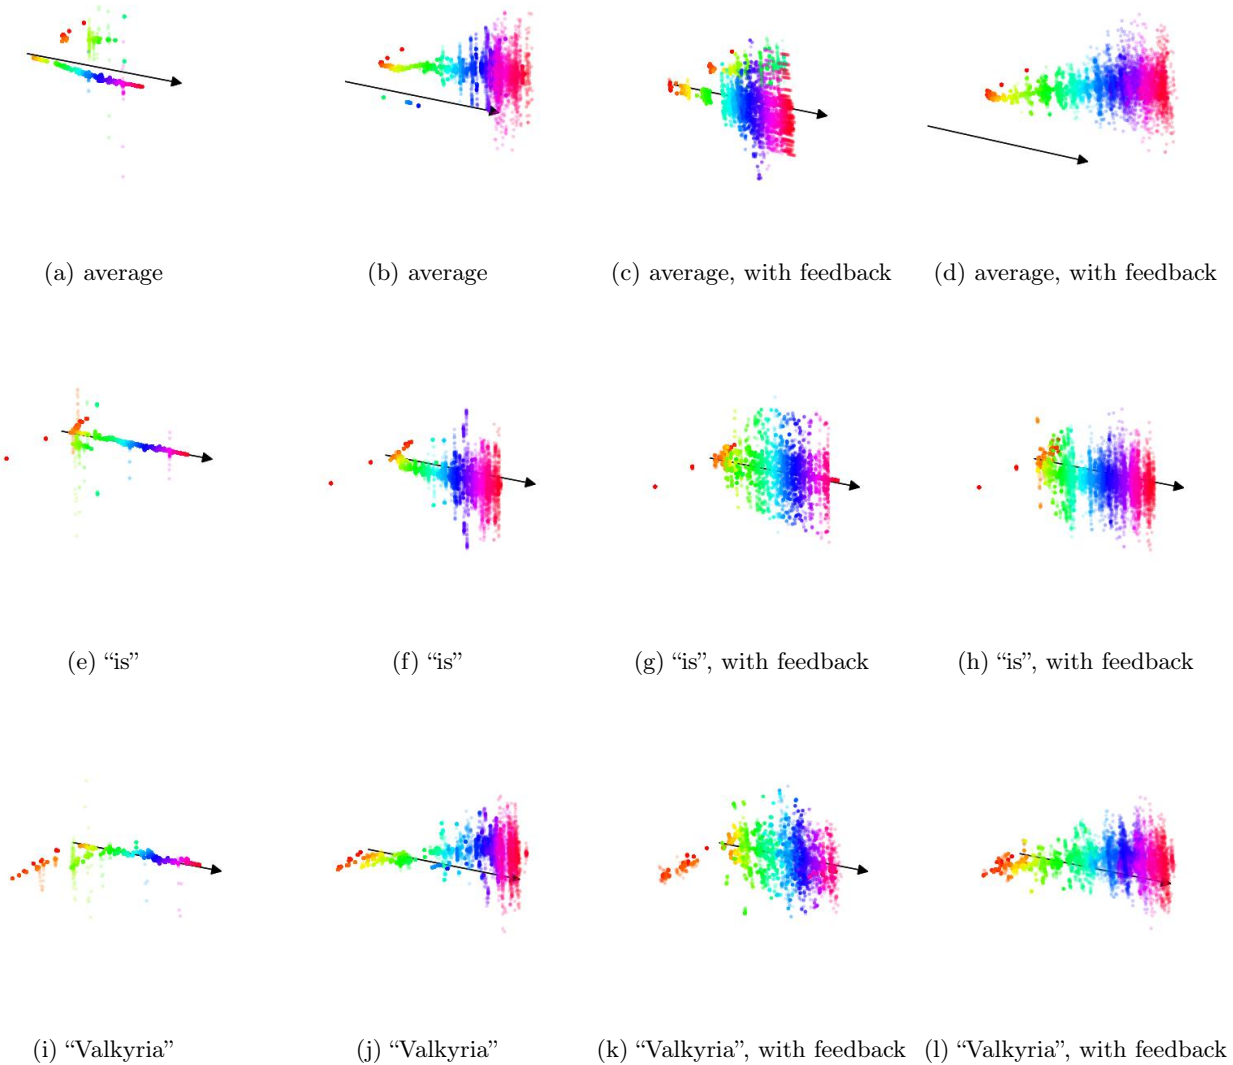 (a) average
(b) average
(c) average, with feedback
(d) average, with feedback
(e) “is”
(f) “is”
(g) “is”, with feedback
(h) “is”, with feedback
(i) “Valkyria”
(j) “Valkyria”
(k) “Valkyria”, with feedback
(l) “Valkyria”, with feedback